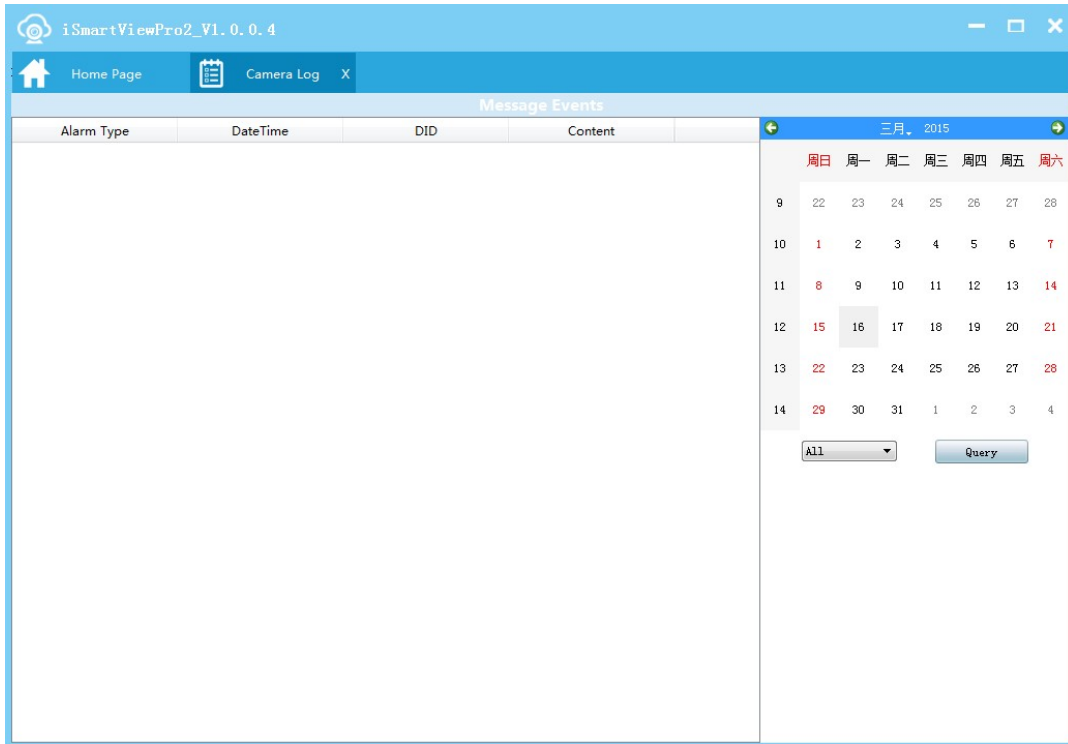 iSmartViewPro2_V1.0.0.4
Home Page Camera Log X
Message Events
Alarm Type DateTime DID Content
三月 2015
周日 周一 周二 周三 周四 周五 周六
9 22 23 24 25 26 27 28
10 1 2 3 4 5 6 7
11 8 9 10 11 12 13 14
12 15 16 17 18 19 20 21
13 22 23 24 25 26 27 28
14 29 30 31 1 2 3 4
All Query